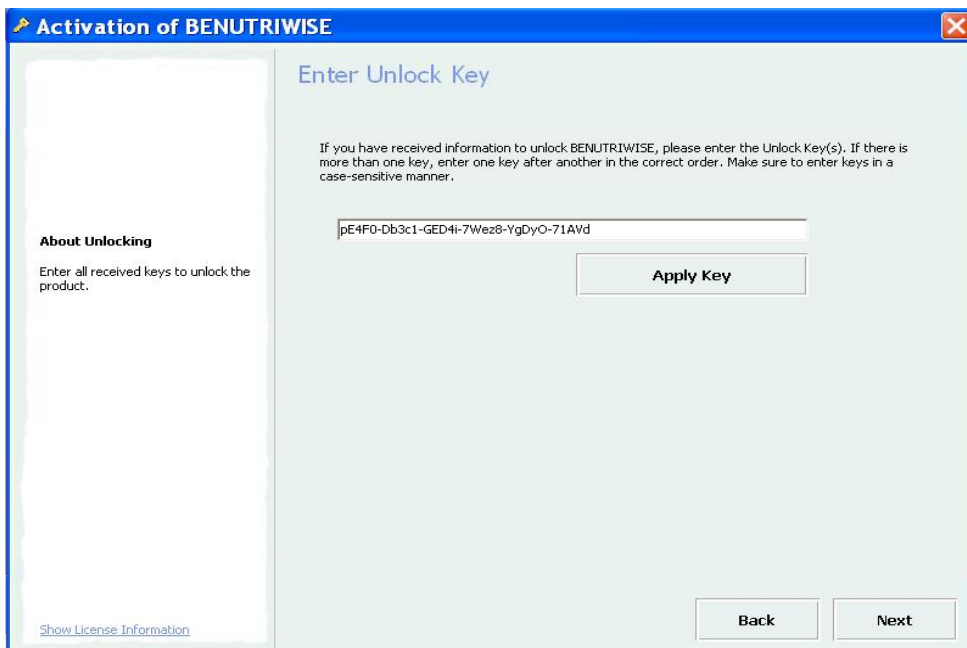 Activation of BENUTRIWISE
Enter Unlock Key
If you have received information to unlock BENUTRIWISE, please enter the Unlock Key(s). If there is
more than one key, enter one key after another in the correct order. Make sure to enter keys in a
case-sensitive manner.
pE4F0-Db3c1-GED4i-7Wez8-YgDyO-71AVd
Apply Key
About Unlocking
Enter all received keys to unlock the
product.
Show License Information
Back
Next